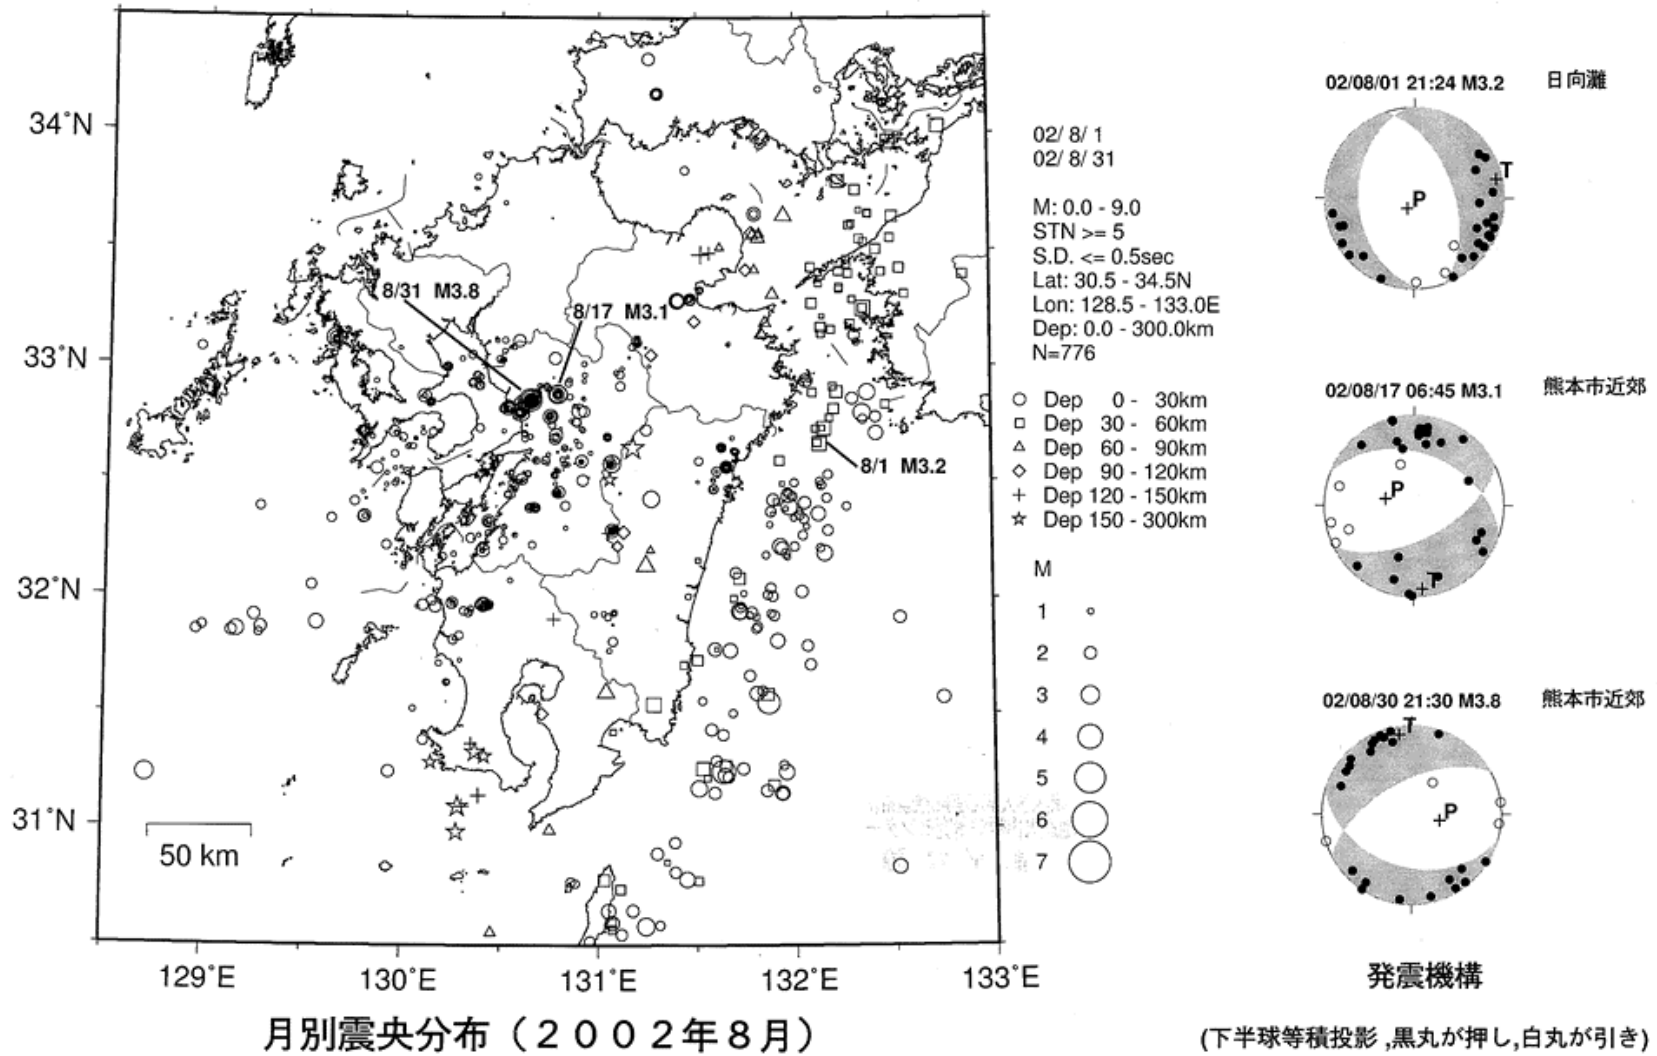 34°N
33°N
32°N
31°N
129°E
130°E
131°E
132°E
133°E
8/31 M3.8
8/17 M3.1
8/1 M3.2
50 km
月別震央分布（２００２年８月）
02/ 8/ 1
02/ 8/ 31
M: 0.0 - 9.0
STN >= 5
S.D. <= 0.5sec
Lat: 30.5 - 34.5N
Lon: 128.5 - 133.0E
Dep: 0.0 - 300.0km
N=776
Dep 0 - 30km
Dep 30 - 60km
Dep 60 - 90km
Dep 90 - 120km
Dep 120 - 150km
Dep 150 - 300km
M
1
2
3
4
5
6
7
02/08/01 21:24 M3.2 日向灘
T
P
02/08/17 06:45 M3.1 熊本市近郊
P
T
02/08/30 21:30 M3.8 熊本市近郊
T
P
発震機構
(下半球等積投影 ,黒丸が押し,白丸が引き)